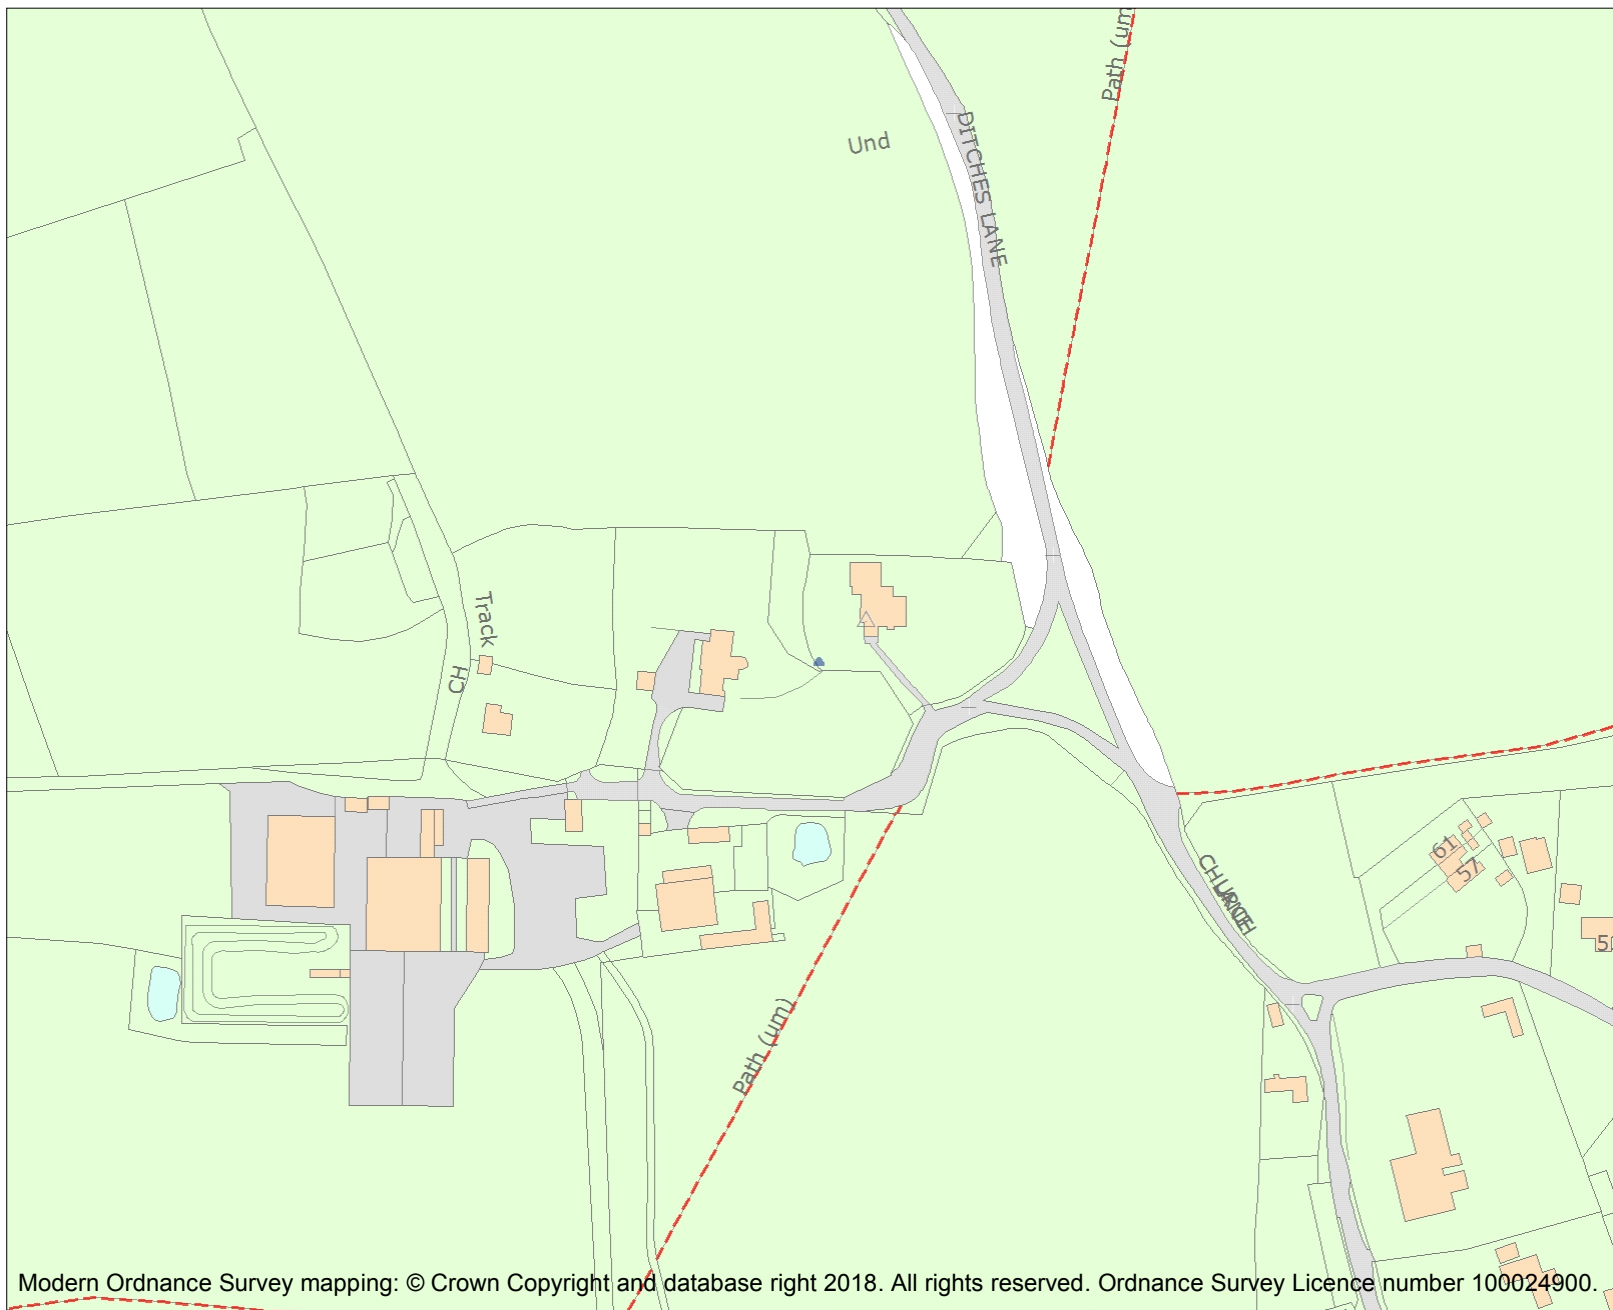 Path (um
DITCHES LANE
Und
Track
CH
61
57
CHURCH
LANE
Path (um)
Modern Ordnance Survey mapping: © Crown Copyright and database right 2018. All rights reserved. Ordnance Survey Licence number 100024900.